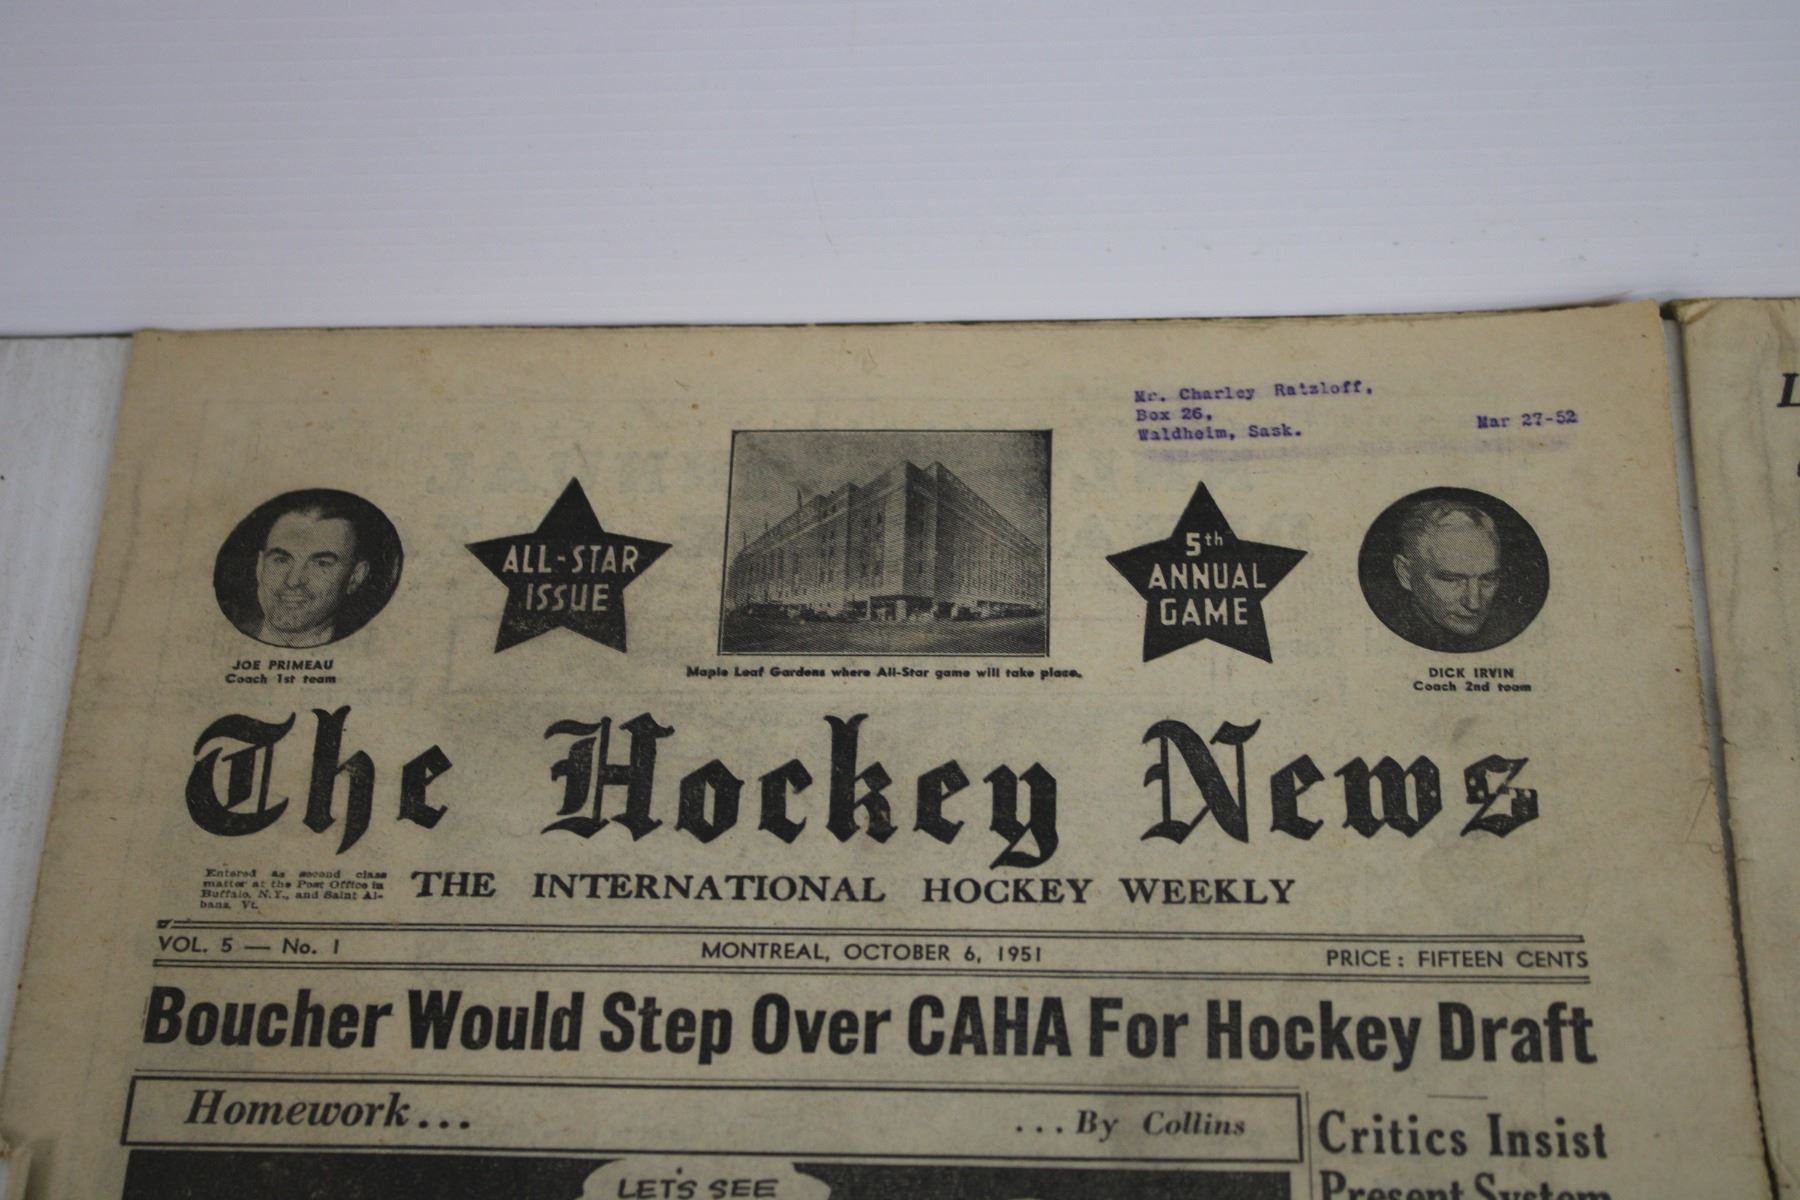 Mr. Charley Ratzloff,
Box 26,
Waldheim, Sask.
Mar 27-52
ALL-STAR
ISSUE
5th
ANNUAL
GAME
JOE PRIMEAU
Coach 1st team
Maple Leaf Gardens where All-Star game will take place.
DICK IRVIN
Coach 2nd team
The Hockey News
Entered as second class
matter at the Post Office in
Buffalo, N.Y., and Saint Al-
bans, Vt.
THE INTERNATIONAL HOCKEY WEEKLY
VOL. 5 — No. 1
MONTREAL, OCTOBER 6, 1951
PRICE: FIFTEEN CENTS
Boucher Would Step Over CAHA For Hockey Draft
Homework...
...By Collins
Critics Insist
Present System
LET'S SEE
L